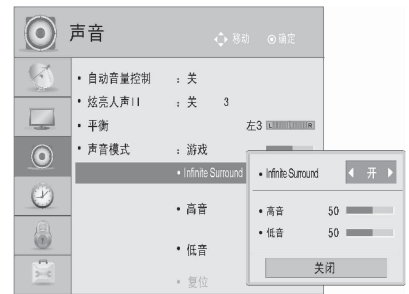 声音
移动 确定
• 自动音量控制 : 关
• 炫亮人声II : 关 3
• 平衡 左3 L R
• 声音模式 : 游戏
• Infinite Surround
• 高音
• 低音
• 复位
• Infinite Surround 开
• 高音 50
• 低音 50
关闭